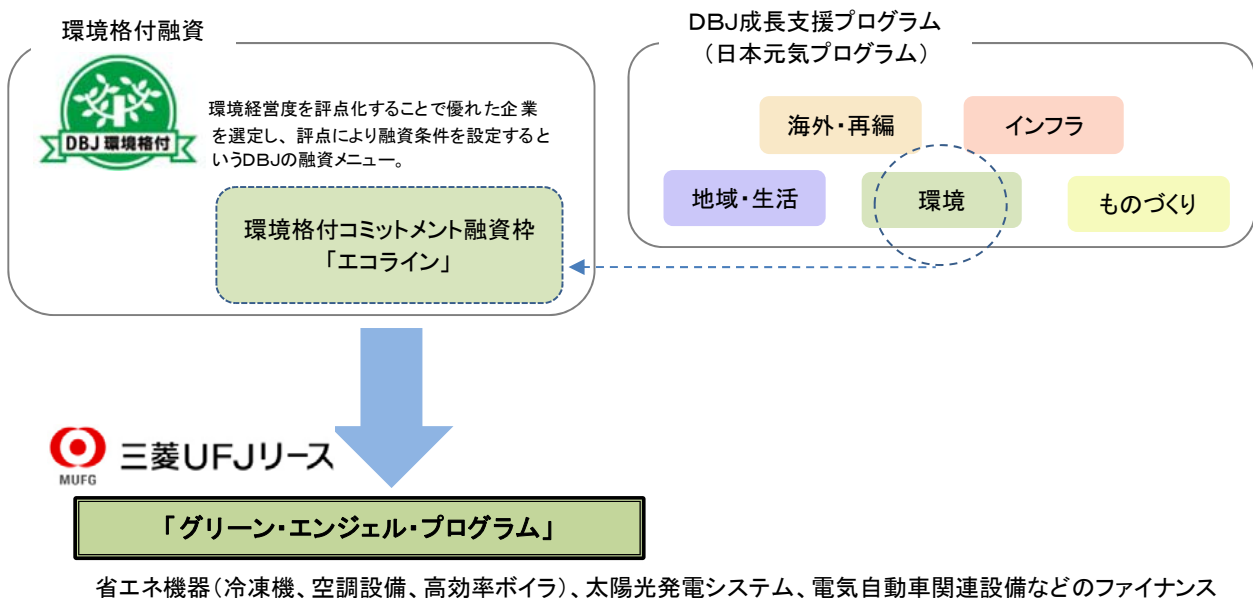 環境格付融資
DBJ 環境格付
環境経営度を評点化することで優れた企業
を選定し、評点により融資条件を設定すると
いうDBJの融資メニュー。
環境格付コミットメント融資枠
「エコライン」
DBJ成長支援プログラム
(日本元気プログラム)
海外・再編
インフラ
地域・生活
環境
ものづくり
MUFG
三菱UFJリース
「グリーン・エンジェル・プログラム」
省エネ機器(冷凍機、空調設備、高効率ボイラ)、太陽光発電システム、電気自動車関連設備などのファイナンス